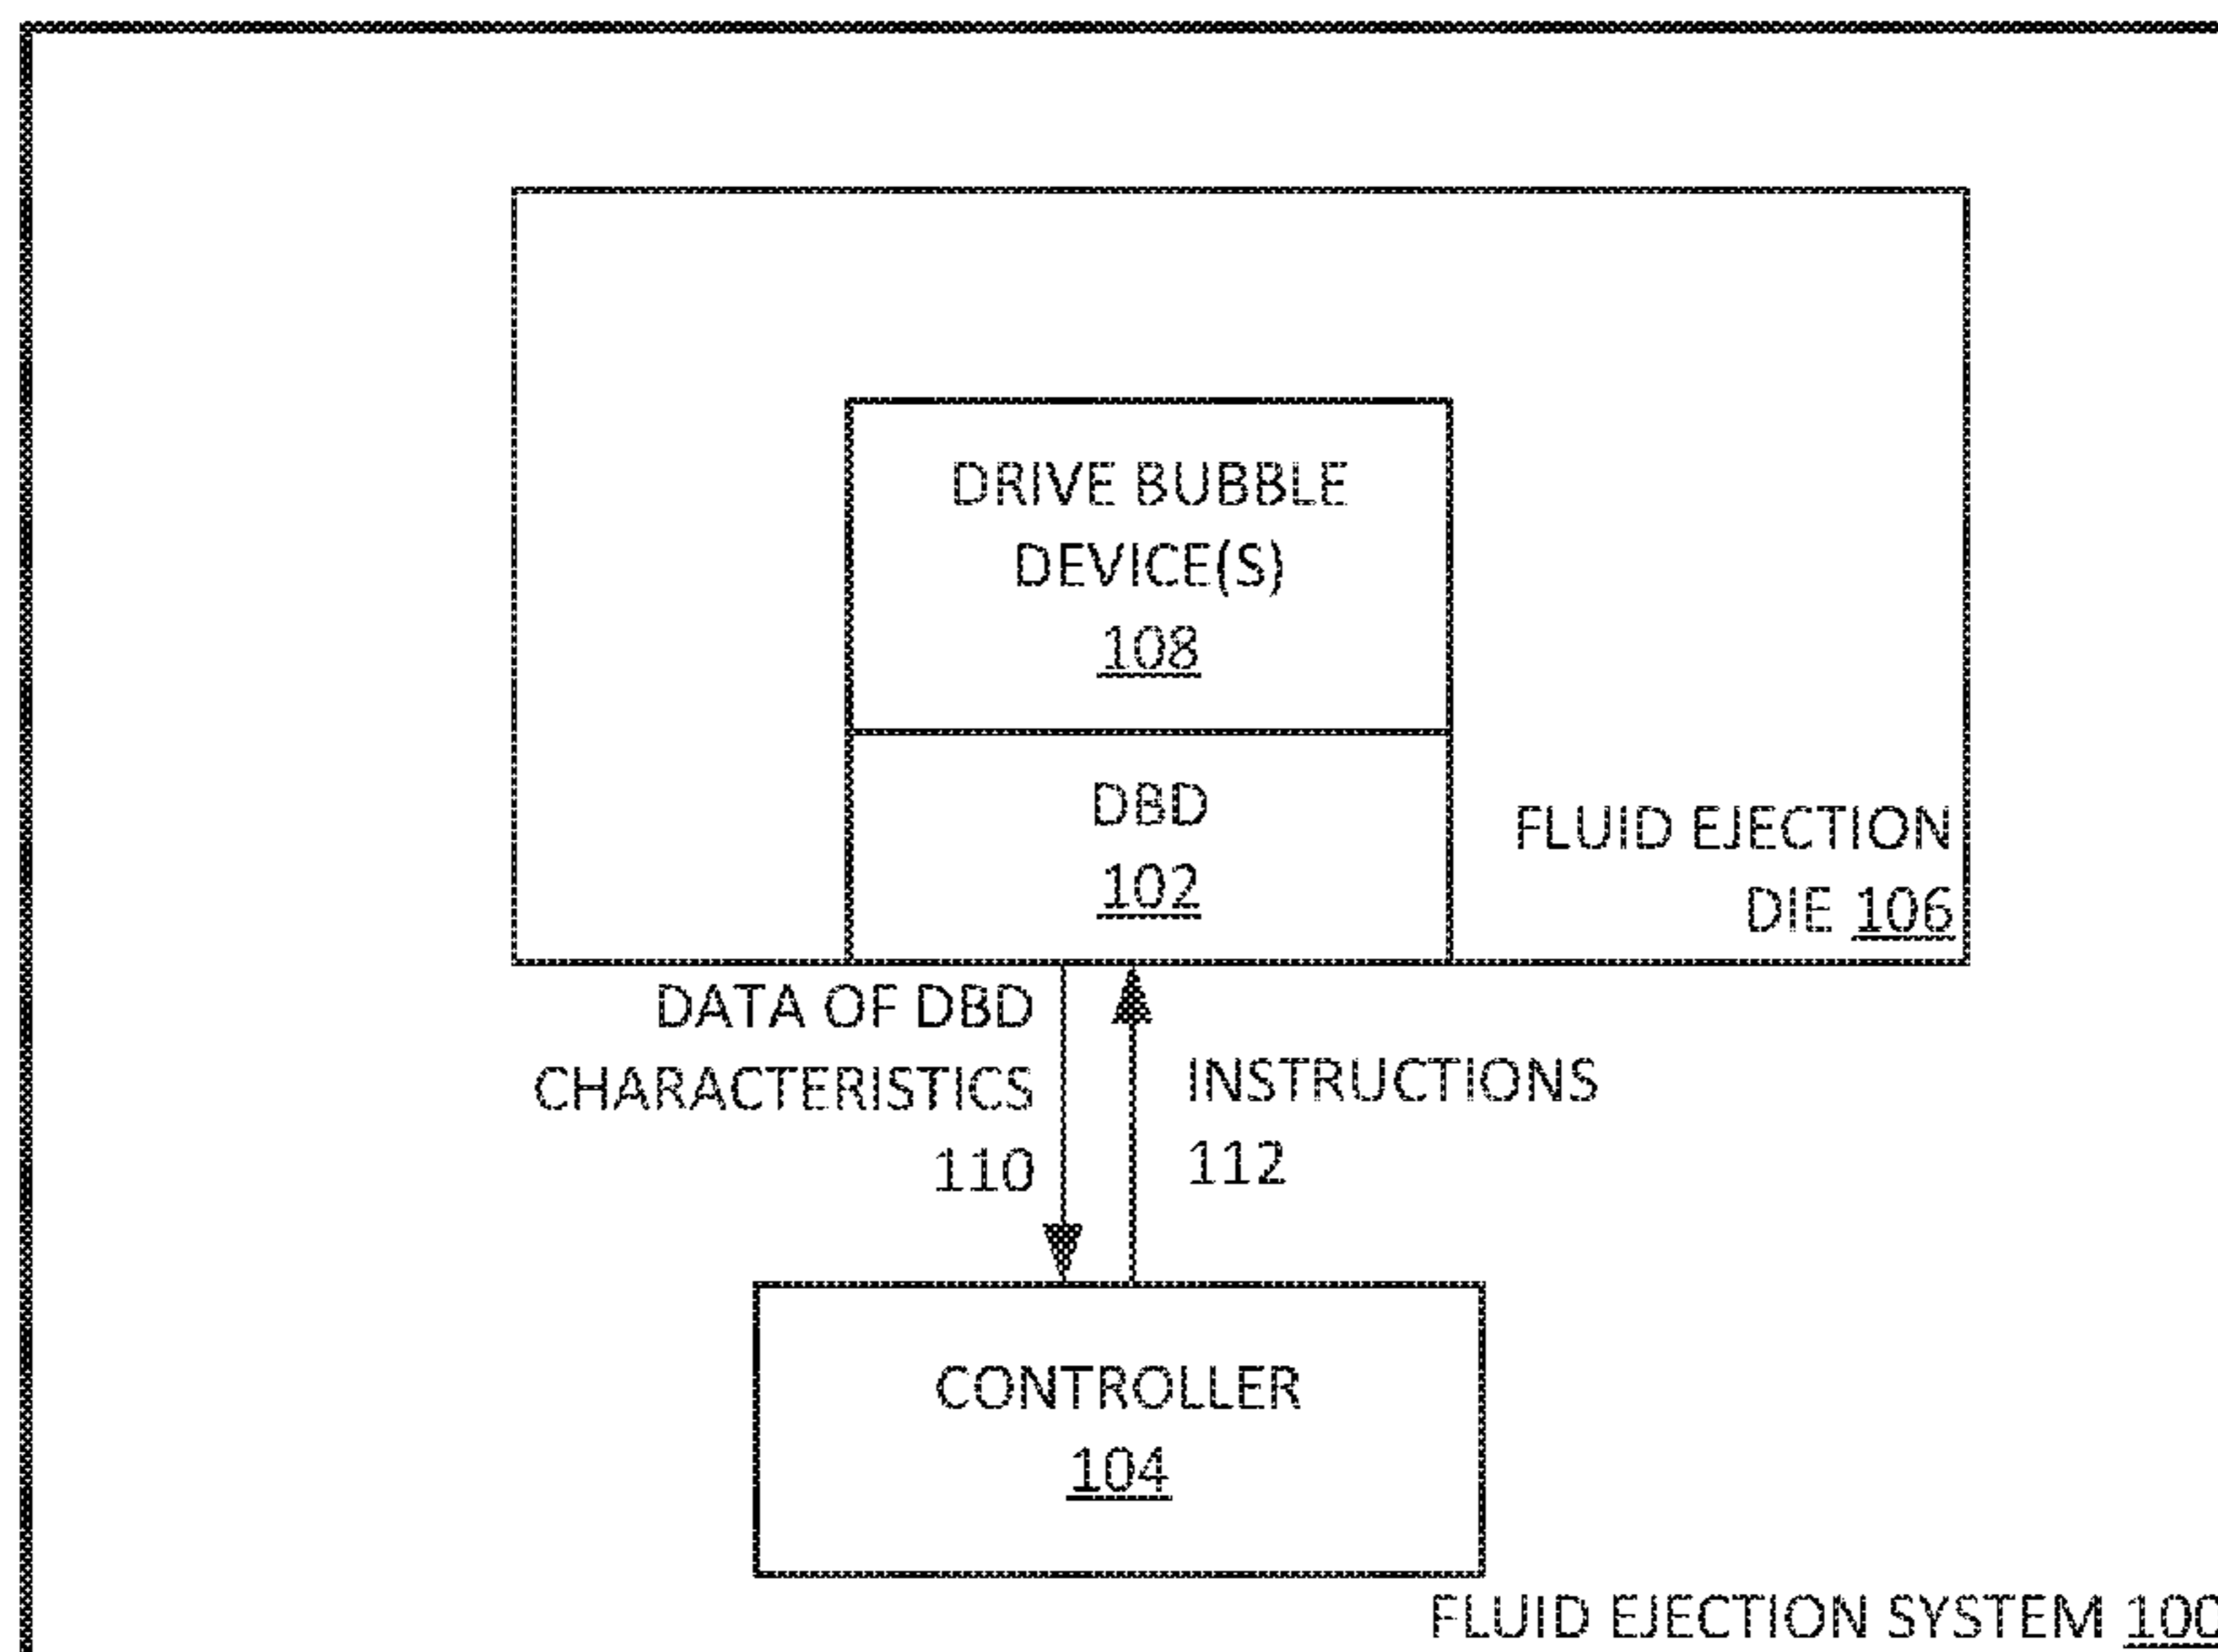 DRIVE BUBBLE
DEVICE(S)
108
DBD
102
FLUID EJECTION
DIE 106
DATA OF DBD
CHARACTERISTICS
110
INSTRUCTIONS
112
CONTROLLER
104
FLUID EJECTION SYSTEM 100